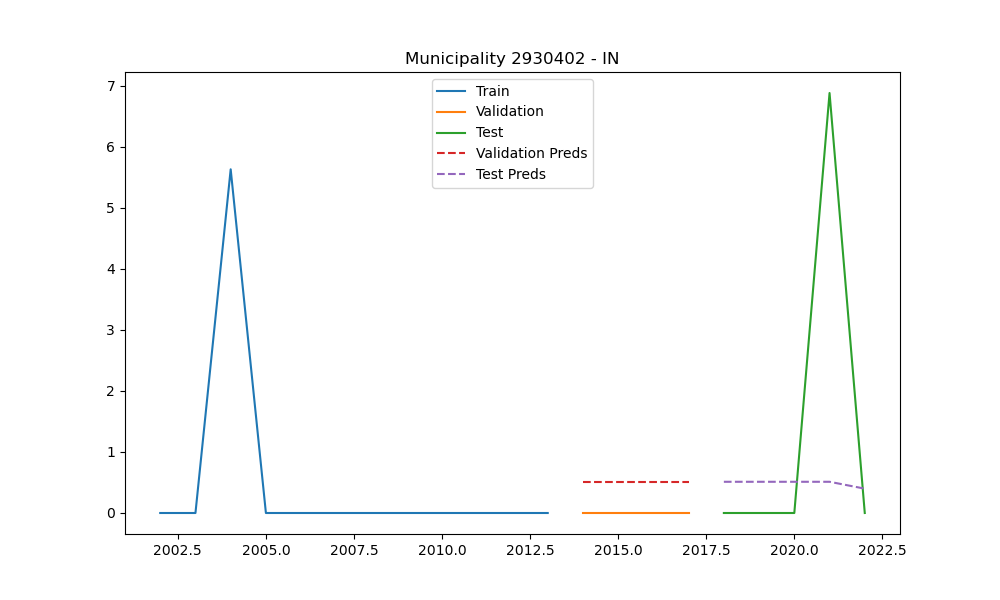 Municipality 2930402 - IN
Train
Validation
Test
Validation Preds
Test Preds
7
6
5
4
3
2
1
0
2002.5 2005.0 2007.5 2010.0 2012.5 2015.0 2017.5 2020.0 2022.5